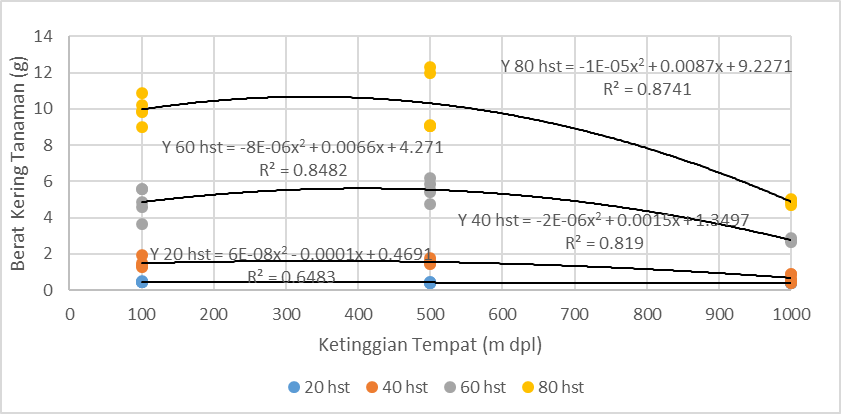 14
12
10
8
6
4
2
0
Berat Kering Tanaman (g)
Y 80 hst = -1E-05x² + 0.0087x + 9.2271
R² = 0.8741
Y 60 hst = -8E-06x² + 0.0066x + 4.271
R² = 0.8482
Y 40 hst = -2E-06x² + 0.0015x + 1.3497
R² = 0.819
Y 20 hst = 6E-08x² - 0.0001x + 0.4691
R² = 0.6483
0 100 200 300 400 500 600 700 800 900 1000
Ketinggian Tempat (m dpl)
20 hst 40 hst 60 hst 80 hst